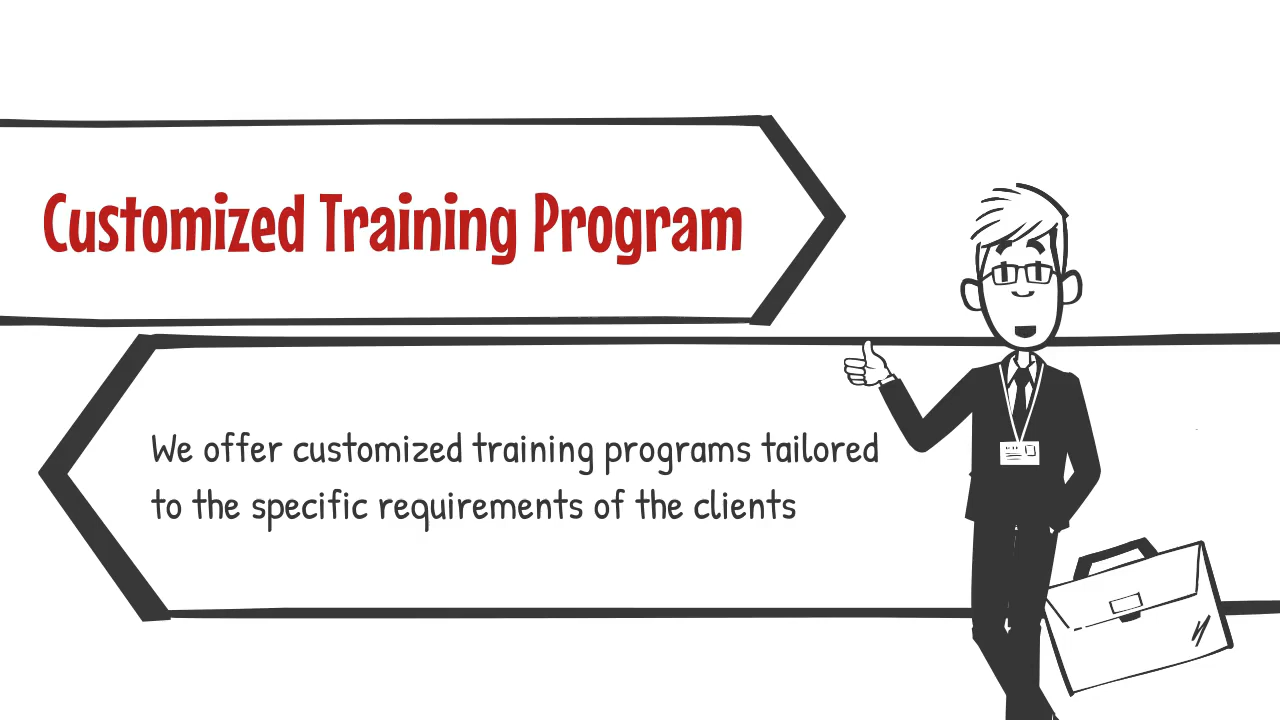 Customized Training Program
We offer customized training programs tailored
to the specific requirements of the clients